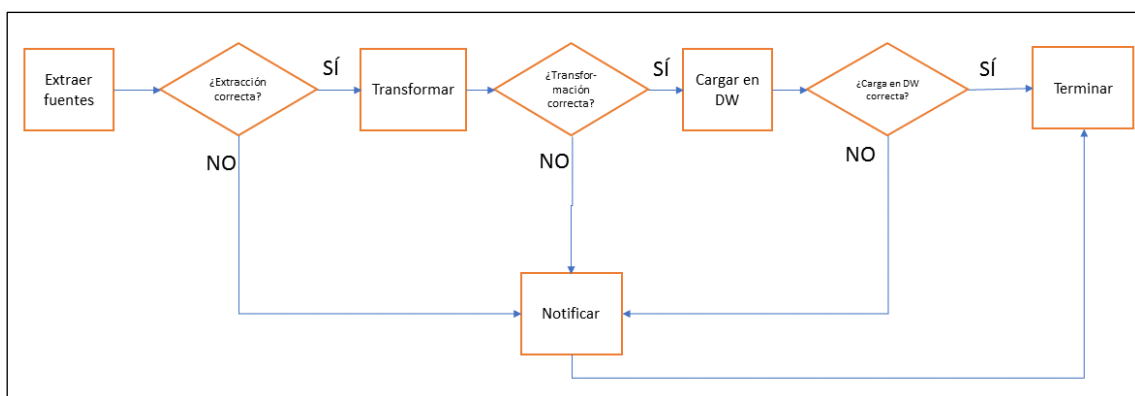 Extraer
fuentes
¿Extracción
correcta?
SÍ
NO
Transformar
¿Transfor-
mación
correcta?
SÍ
NO
Cargar en
DW
¿Carga en DW
correcta?
SÍ
NO
Terminar
Notificar